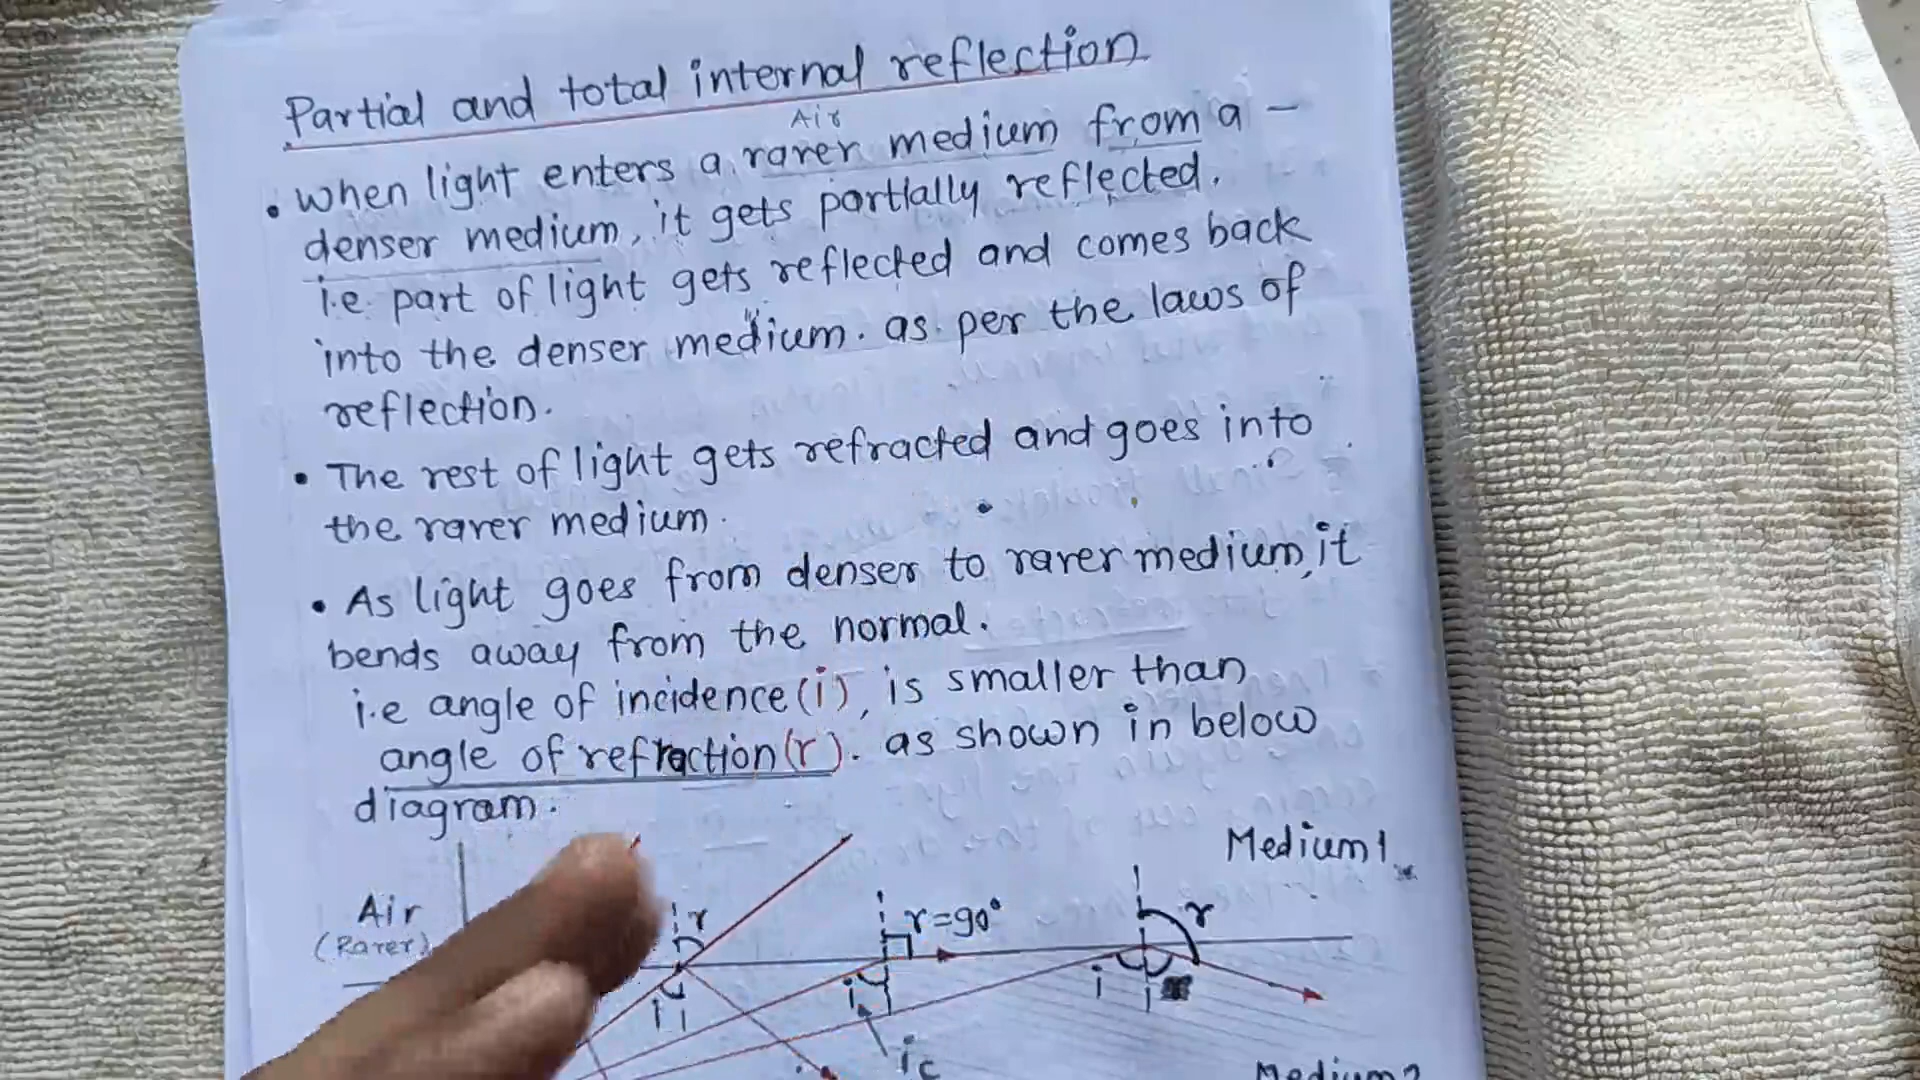 Partial and total internal reflection
Air
• when light enters a rarer medium from a -
denser medium, it gets partially reflected.
i.e. part of light gets reflected and comes back
into the denser medium. as per the laws of
reflection.
• The rest of light gets refracted and goes into
the rarer medium.
• As light goes from denser to rarer medium, it
bends away from the normal.
i.e angle of incidence (i), is smaller than
angle of refraction (r). as shown in below
diagram.
Medium 1
Air
(Rarer)
r
r=90°
r
i
i
i
ic
Medium 2